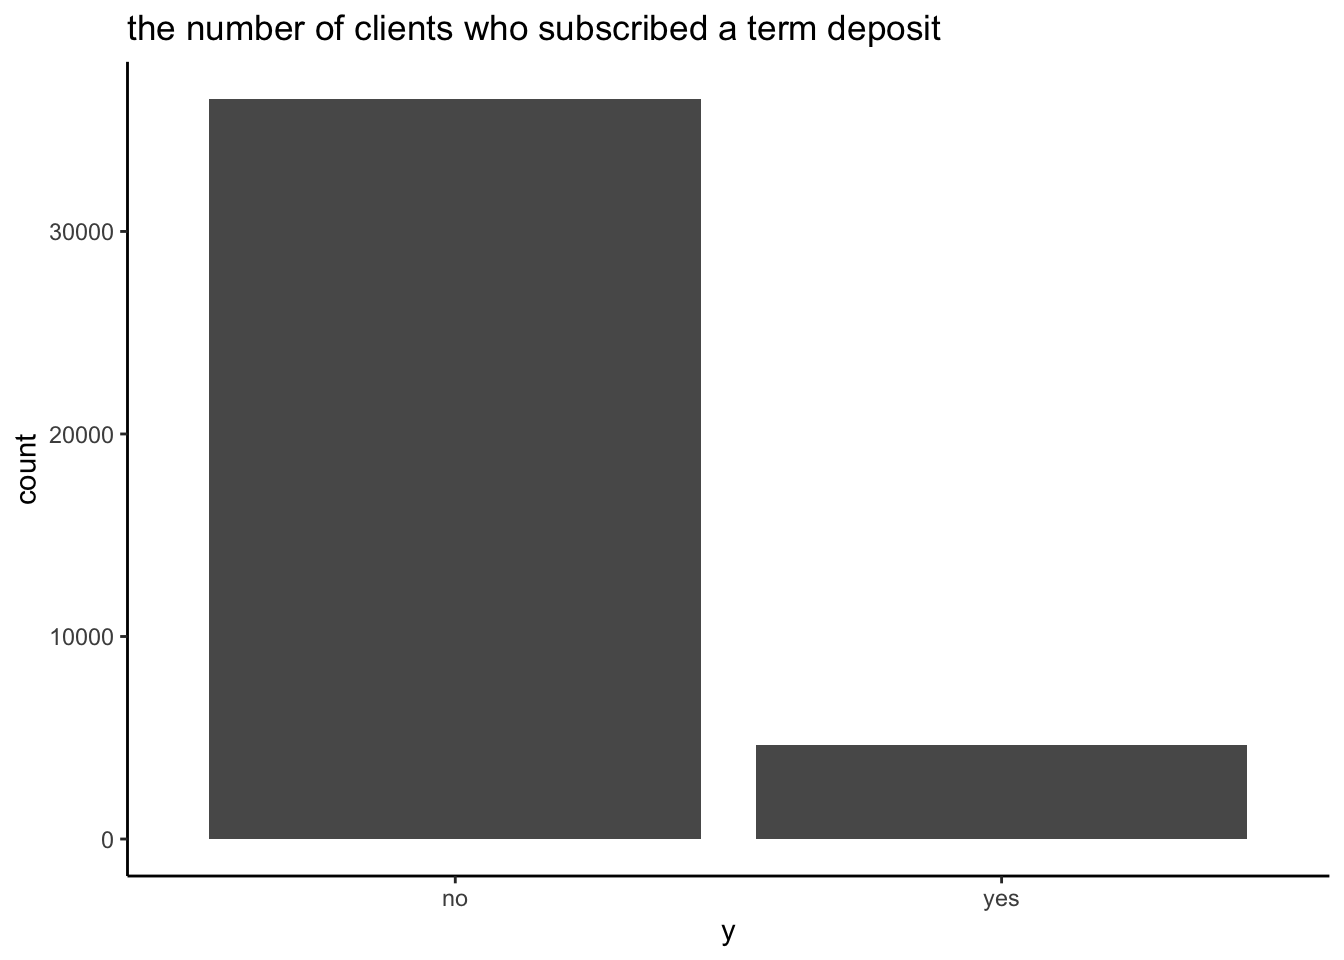 the number of clients who subscribed a term deposit
count
30000
20000
10000
0
no
yes
y